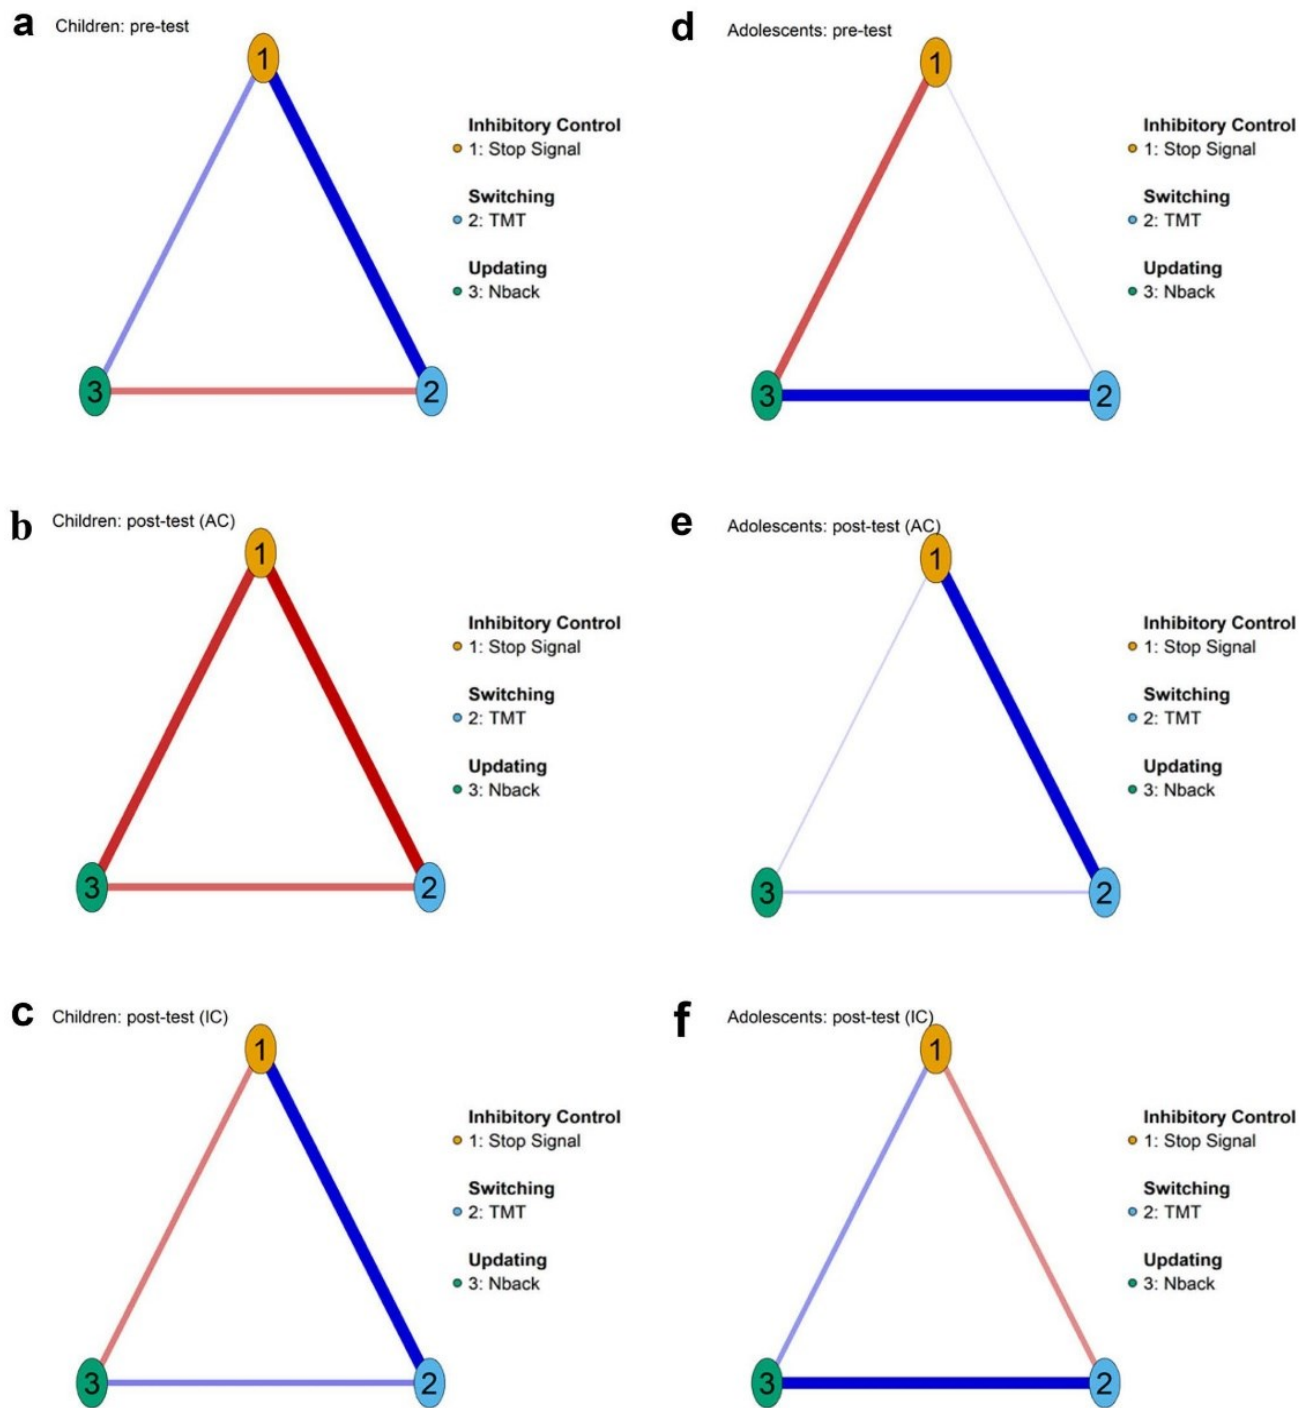 a Children: pre-test
1
Inhibitory Control
1: Stop Signal
Switching
2: TMT
Updating
3: Nback
3
2
d Adolescents: pre-test
1
Inhibitory Control
1: Stop Signal
Switching
2: TMT
Updating
3: Nback
3
2
b Children: post-test (AC)
1
Inhibitory Control
1: Stop Signal
Switching
2: TMT
Updating
3: Nback
3
2
e Adolescents: post-test (AC)
1
Inhibitory Control
1: Stop Signal
Switching
2: TMT
Updating
3: Nback
3
2
c Children: post-test (IC)
1
Inhibitory Control
1: Stop Signal
Switching
2: TMT
Updating
3: Nback
3
2
f Adolescents: post-test (IC)
1
Inhibitory Control
1: Stop Signal
Switching
2: TMT
Updating
3: Nback
3
2